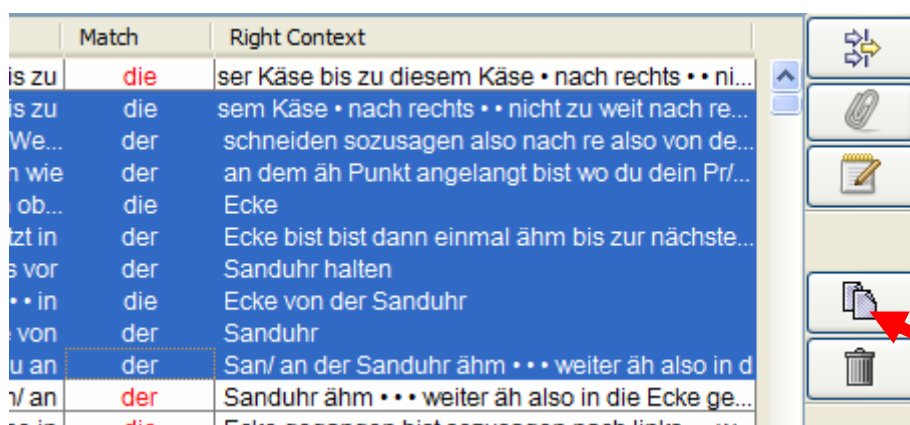 Match Right Context
is zu die ser Käse bis zu diesem Käse • nach rechts • • ni...
is zu die sem Käse • nach rechts • • nicht zu weit nach re...
We... der schneiden sozusagen also nach re also von de...
wie der an dem äh Punkt angelangt bist wo du dein Pr/...
ob... die Ecke
tzt in der Ecke bist bist dann einmal ähm bis zur nächste...
s vor der Sanduhr halten
• • in die Ecke von der Sanduhr
von der Sanduhr
u an der San/ an der Sanduhr ähm • • • weiter äh also in d
n/ an der Sanduhr ähm • • • weiter äh also in die Ecke ge...